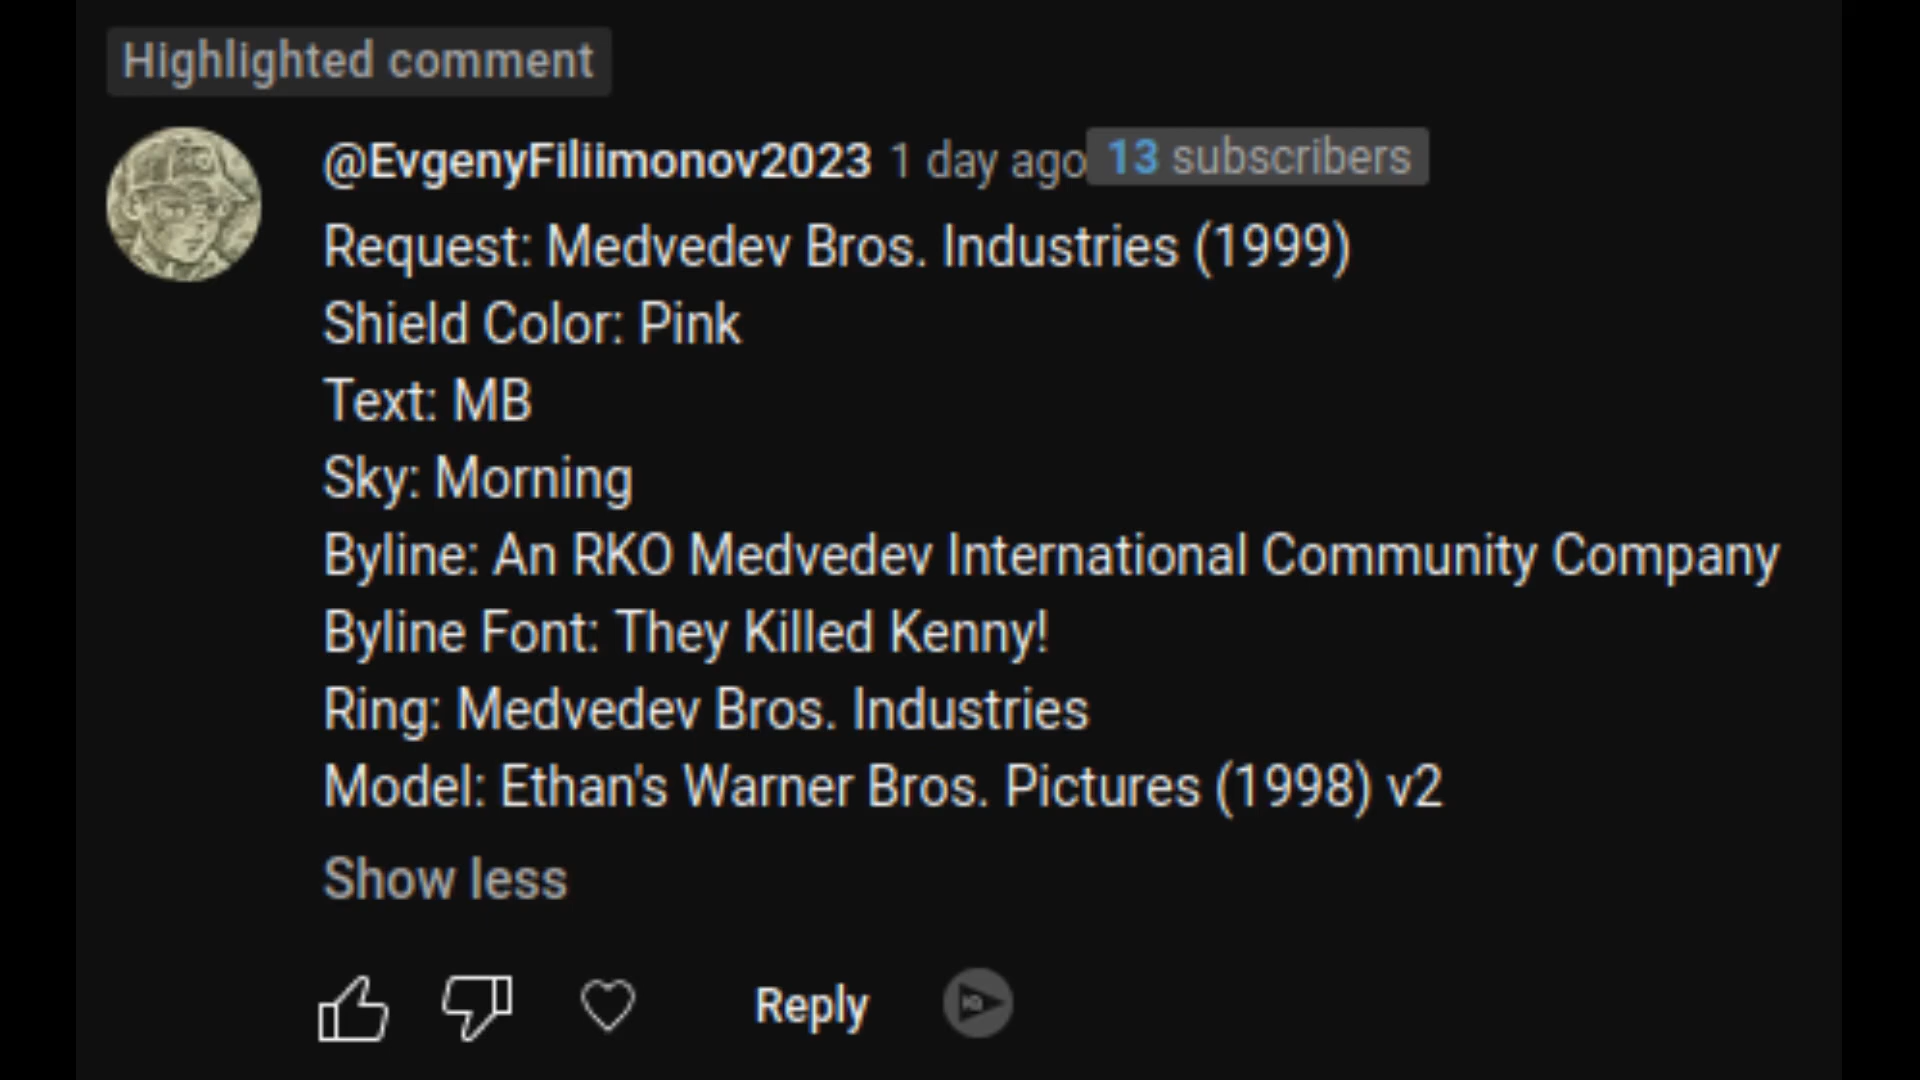 Highlighted comment
@EvgenyFiliimonov2023 1 day ago 13 subscribers
Request: Medvedev Bros. Industries (1999)
Shield Color: Pink
Text: MB
Sky: Morning
Byline: An RKO Medvedev International Community Company
Byline Font: They Killed Kenny!
Ring: Medvedev Bros. Industries
Model: Ethan's Warner Bros. Pictures (1998) v2
Show less
Reply